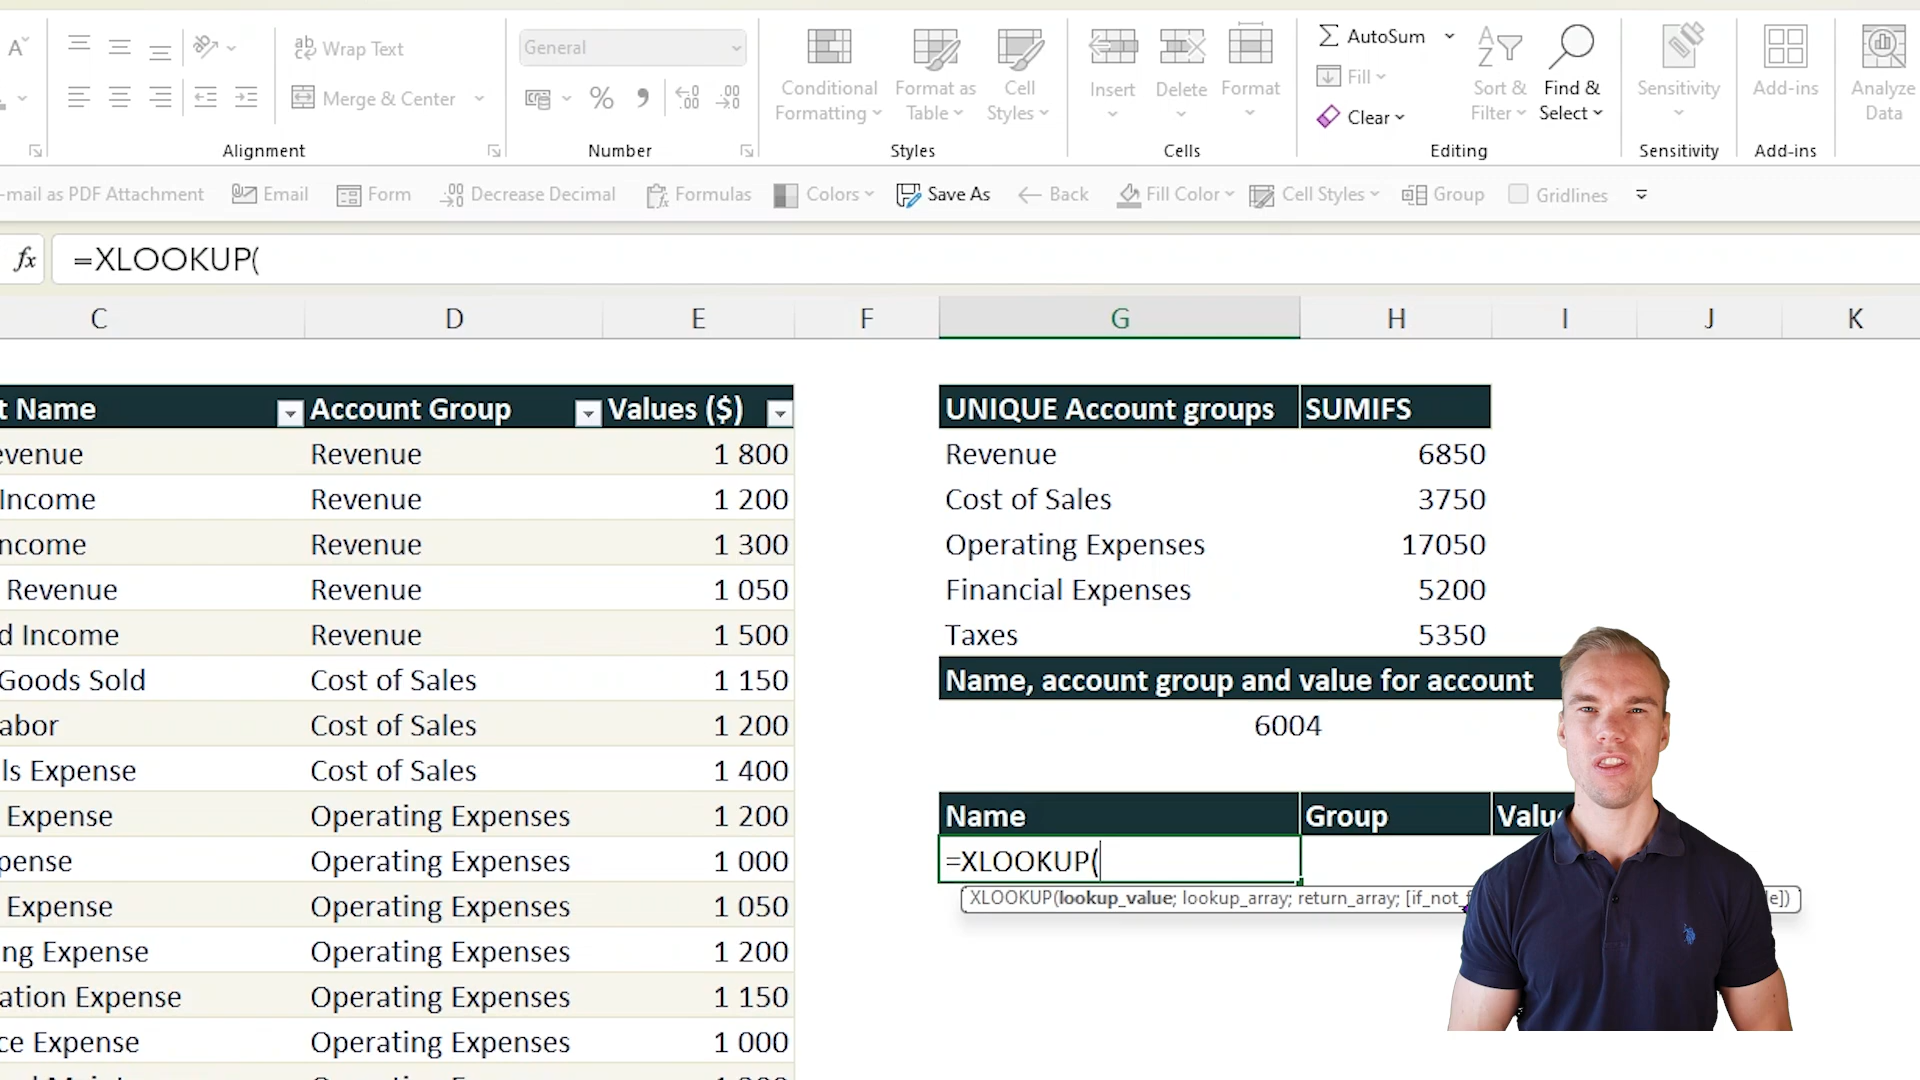 A
Wrap Text
General
Merge & Center
Conditional Formatting
Format as Table
Cell Styles
Insert
Delete
Format
AutoSum
Fill
Clear
Sort & Filter
Find & Select
Sensitivity
Add-ins
Analyze Data
Alignment
Number
Styles
Cells
Editing
Sensitivity
Add-ins
-mail as PDF Attachment
Email
Form
Decrease Decimal
Formulas
Colors
Save As
Back
Fill Color
Cell Styles
Group
Gridlines
fx =XLOOKUP(
C D E F G H I J K
t Name Account Group Values ($) UNIQUE Account groups SUMIFS
evenue Revenue 1 800 Revenue 6850
Income Revenue 1 200 Cost of Sales 3750
ncome Revenue 1 300 Operating Expenses 17050
Revenue Revenue 1 050 Financial Expenses 5200
d Income Revenue 1 500 Taxes 5350
Goods Sold Cost of Sales 1 150 Name, account group and value for account
abor Cost of Sales 1 200 6004
ls Expense Cost of Sales 1 400
Expense Operating Expenses 1 200 Name Group Value
pense Operating Expenses 1 000 =XLOOKUP(
XLOOKUP(lookup_value; lookup_array; return_array; [if_not_f e])
Expense Operating Expenses 1 050
ng Expense Operating Expenses 1 200
ation Expense Operating Expenses 1 150
ce Expense Operating Expenses 1 000